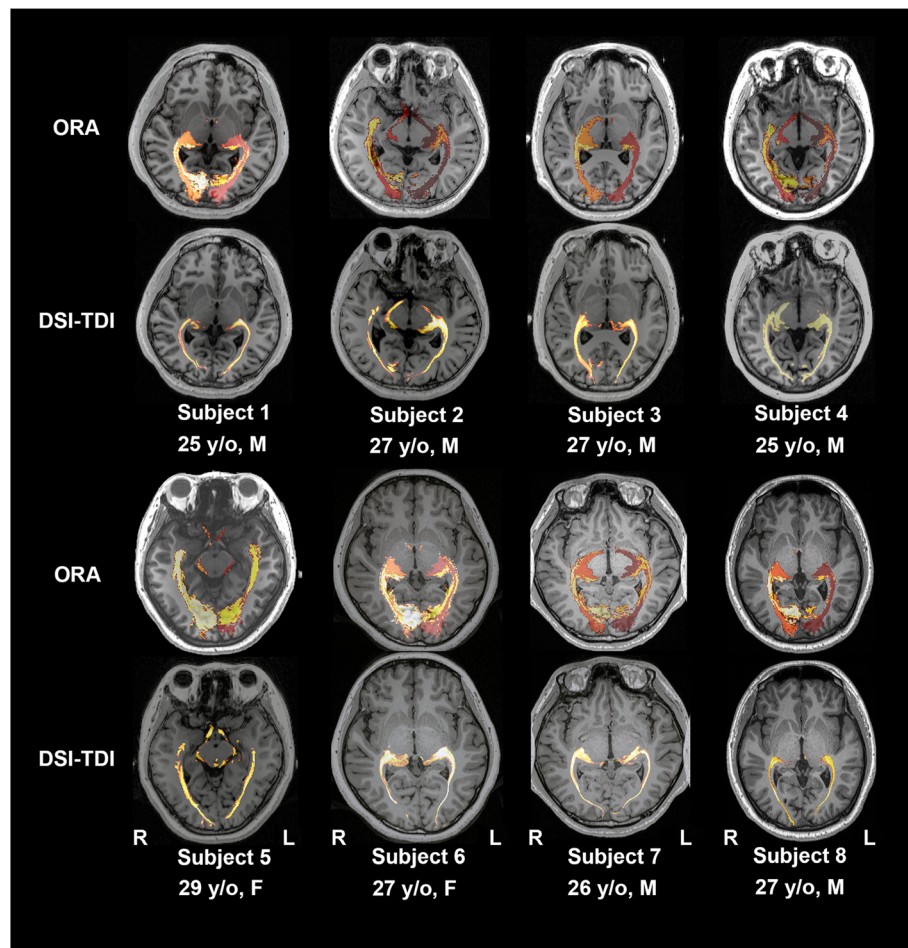 ORA
DSI-TDI
Subject 1 Subject 2 Subject 3 Subject 4
25 y/o, M 27 y/o, M 27 y/o, M 25 y/o, M
ORA
DSI-TDI
R L R L R L R L
Subject 5 Subject 6 Subject 7 Subject 8
29 y/o, F 27 y/o, F 26 y/o, M 27 y/o, M